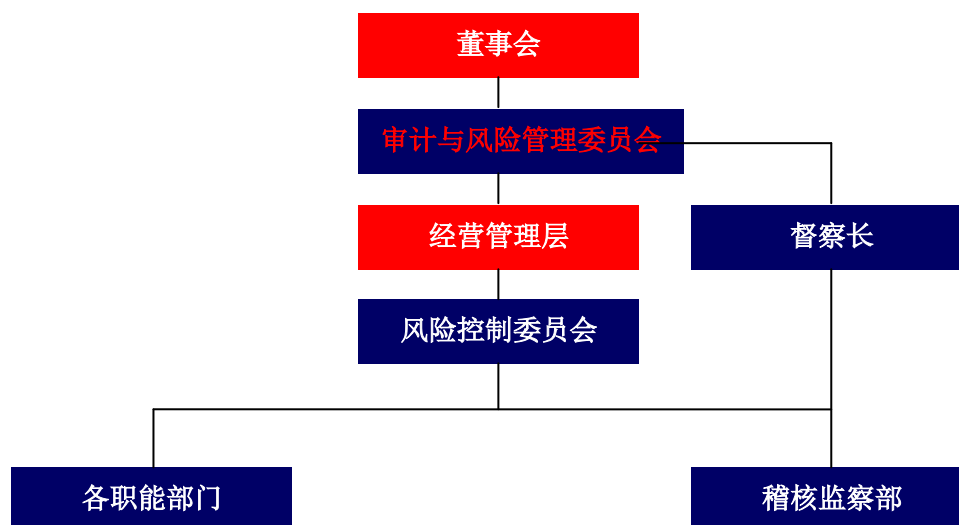 董事会
审计与风险管理委员会
经营管理层
督察长
风险控制委员会
各职能部门
稽核监察部